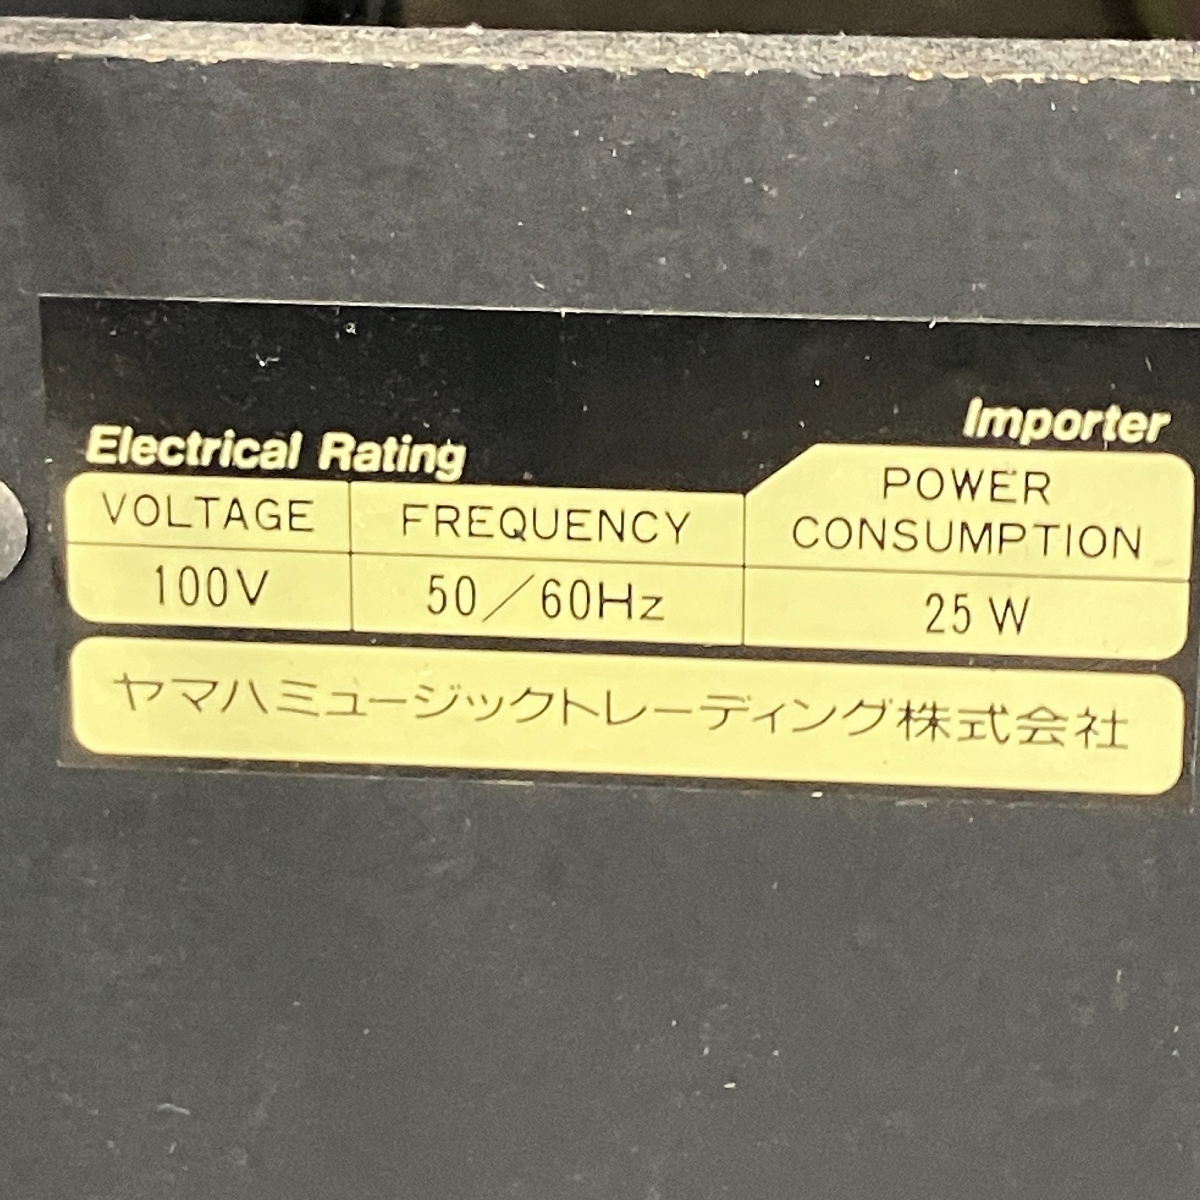 Importer
Electrical Rating
VOLTAGE
FREQUENCY
POWER
CONSUMPTION
100V
50／60Hz
25W
ヤマハミュージックトレーディング株式会社